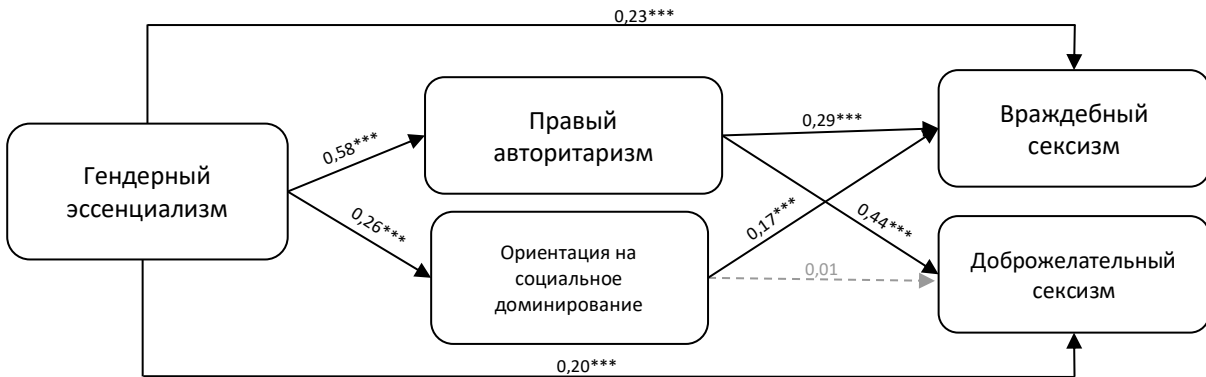 0,23***
Правый
авторитаризм
Враждебный
сексизм
0,29***
0,58***
Гендерный
эссенциализм
0,26***
0,17***
0,44***
Ориентация на
социальное
доминирование
0,01
Доброжелательный
сексизм
0,20***